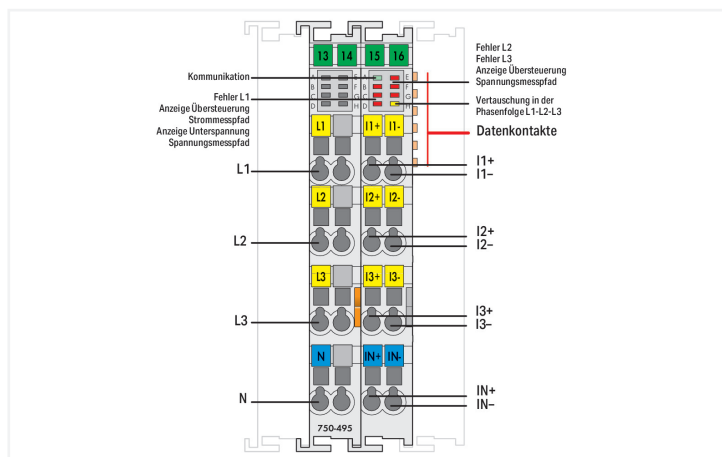 13 14 15 16
Kommunikation
Fehler L1
Anzeige Übersteuerung
Strommesspfad
Anzeige Unterspannung
Spannungsmesspfad
Fehler L2
Fehler L3
Anzeige Übersteuerung
Spannungsmesspfad
Vertauschung in der
Phasenfolge L1-L2-L3
Datenkontakte
A E A E
B F B F
C G C G
D H D H
L1 I1+ I1-
L1
I1+
I1–
L2 I2+ I2-
L2
I2+
I2–
L3 I3+ I3-
L3
I3+
I3–
N IN+ IN-
N
IN+
IN–
750-495